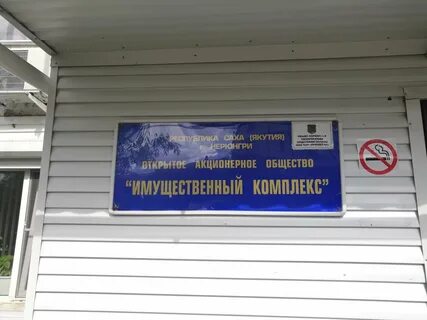 РЕСПУБЛИКА САХА (ЯКУТИЯ)
г. НЕРЮНГРИ
ОТКРЫТОЕ АКЦИОНЕРНОЕ ОБЩЕСТВО
"ИМУЩЕСТВЕННЫЙ КОМПЛЕКС"